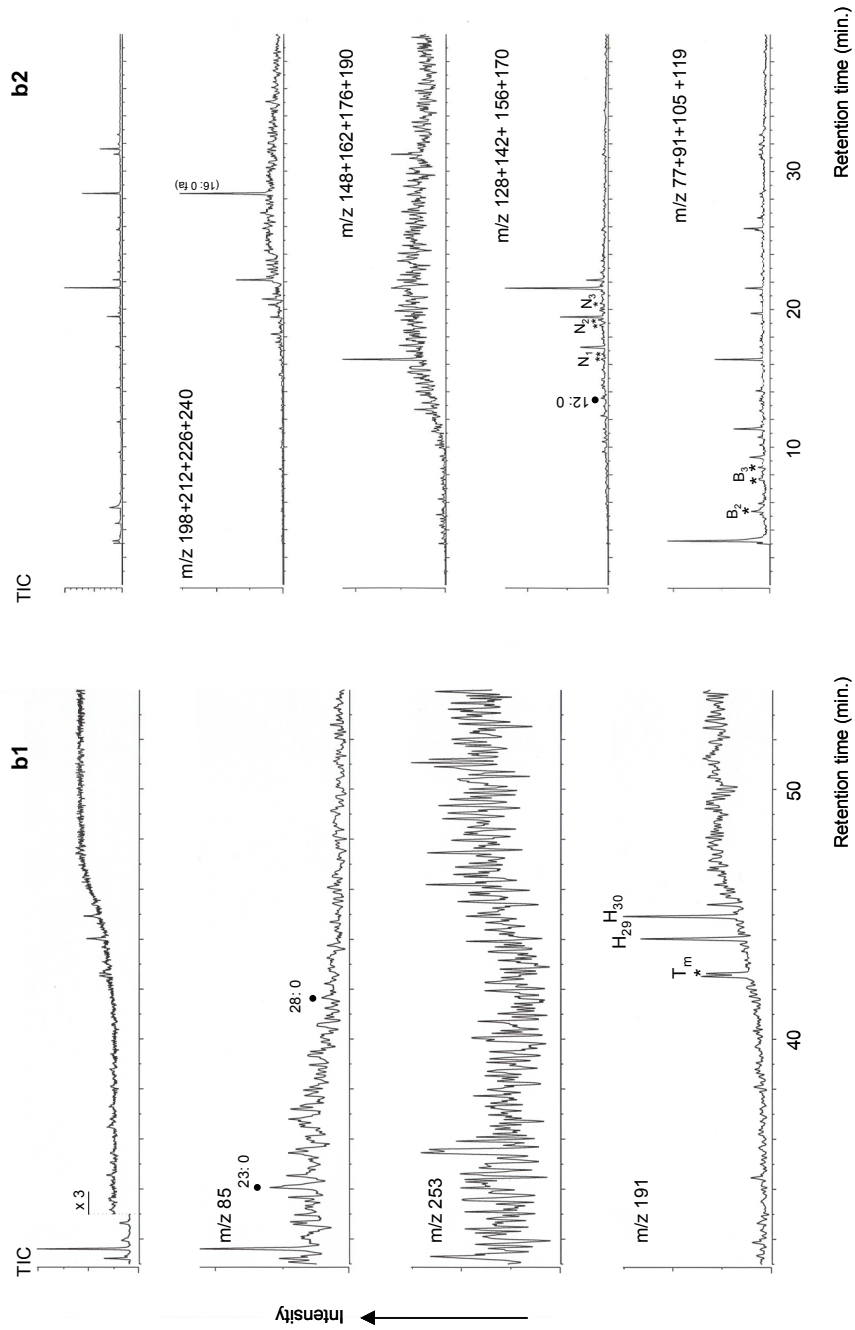 b1
TIC
x 3
m/z 85
23: 0
28: 0
m/z 253
m/z 191
T m
*
H29
H30
40
50
Retention time (min.)
Intensity
b2
TIC
m/z 198+212+226+240
(16: 0 fa)
m/z 148+162+176+190
m/z 128+142+ 156+170
12: 0
N1
**
N2
**
N3
*
m/z 77+91+105 +119
B2
*
B3
* *
10
20
30
Retention time (min.)